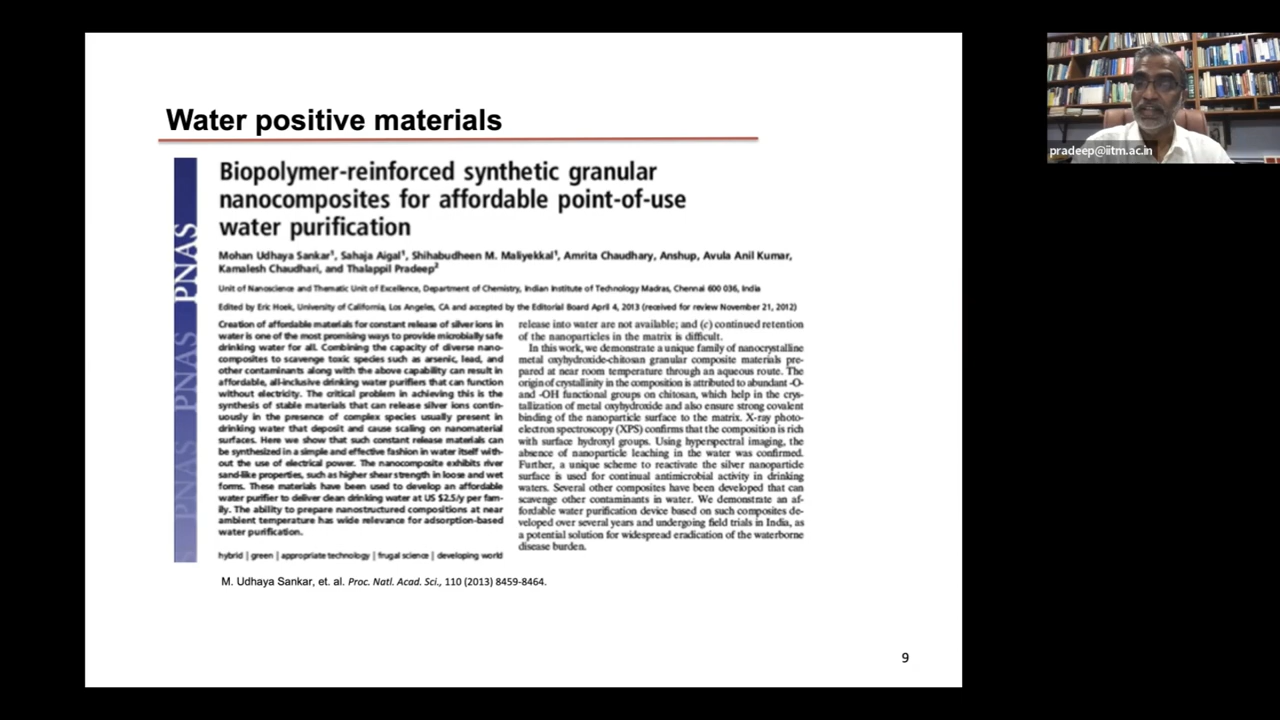 Water positive materials
PNAS PNAS PNAS
Biopolymer-reinforced synthetic granular
nanocomposites for affordable point-of-use
water purification
Mohan Udhaya Sankar¹, Sahaja Aigal¹, Shihabudheen M. Maliyekkal¹, Amrita Chaudhary, Anshup, Avula Anil Kumar,
Kamalesh Chaudhari, and Thalappil Pradeep²
Unit of Nanoscience and Thematic Unit of Excellence, Department of Chemistry, Indian Institute of Technology Madras, Chennai 600 036, India
Edited by Eric Hoek, University of California, Los Angeles, CA and accepted by the Editorial Board April 4, 2013 (received for review November 21, 2012)
Creation of affordable materials for constant release of silver ions in
water is one of the most promising ways to provide microbially safe
drinking water for all. Combining the capacity of diverse nano-
composites to scavenge toxic species such as arsenic, lead, and
other contaminants along with the above capability can result in
affordable, all-inclusive drinking water purifiers that can function
without electricity. The critical problem in achieving this is the
synthesis of stable materials that can release silver ions contin-
uously in the presence of complex species usually present in
drinking water that deposit and cause scaling on nanomaterial
surfaces. Here we show that such constant release materials can
be synthesized in a simple and effective fashion in water itself with-
out the use of electrical power. The nanocomposite exhibits river
sand-like properties, such as higher shear strength in loose and wet
forms. These materials have been used to develop an affordable
water purifier to deliver clean drinking water at US $2.5/y per fam-
ily. The ability to prepare nanostructured compositions at near
ambient temperature has wide relevance for adsorption-based
water purification.
hybrid | green | appropriate technology | frugal science | developing world
release into water are not available; and (c) continued retention
of the nanoparticles in the matrix is difficult.
In this work, we demonstrate a unique family of nanocrystalline
metal oxyhydroxide-chitosan granular composite materials pre-
pared at near room temperature through an aqueous route. The
origin of crystallinity in the composition is attributed to abundant -O-
and -OH functional groups on chitosan, which help in the crys-
tallization of metal oxyhydroxide and also ensure strong covalent
binding of the nanoparticle surface to the matrix. X-ray photo-
electron spectroscopy (XPS) confirms that the composition is rich
with surface hydroxyl groups. Using hyperspectral imaging, the
absence of nanoparticle leaching in the water was confirmed.
Further, a unique scheme to reactivate the silver nanoparticle
surface is used for continual antimicrobial activity in drinking
waters. Several other composites have been developed that can
scavenge other contaminants in water. We demonstrate an af-
fordable water purification device based on such composites de-
veloped over several years and undergoing field trials in India, as
a potential solution for widespread eradication of the waterborne
disease burden.
M. Udhaya Sankar, et. al. Proc. Natl. Acad. Sci., 110 (2013) 8459-8464.
9
pradeep@iitm.ac.in